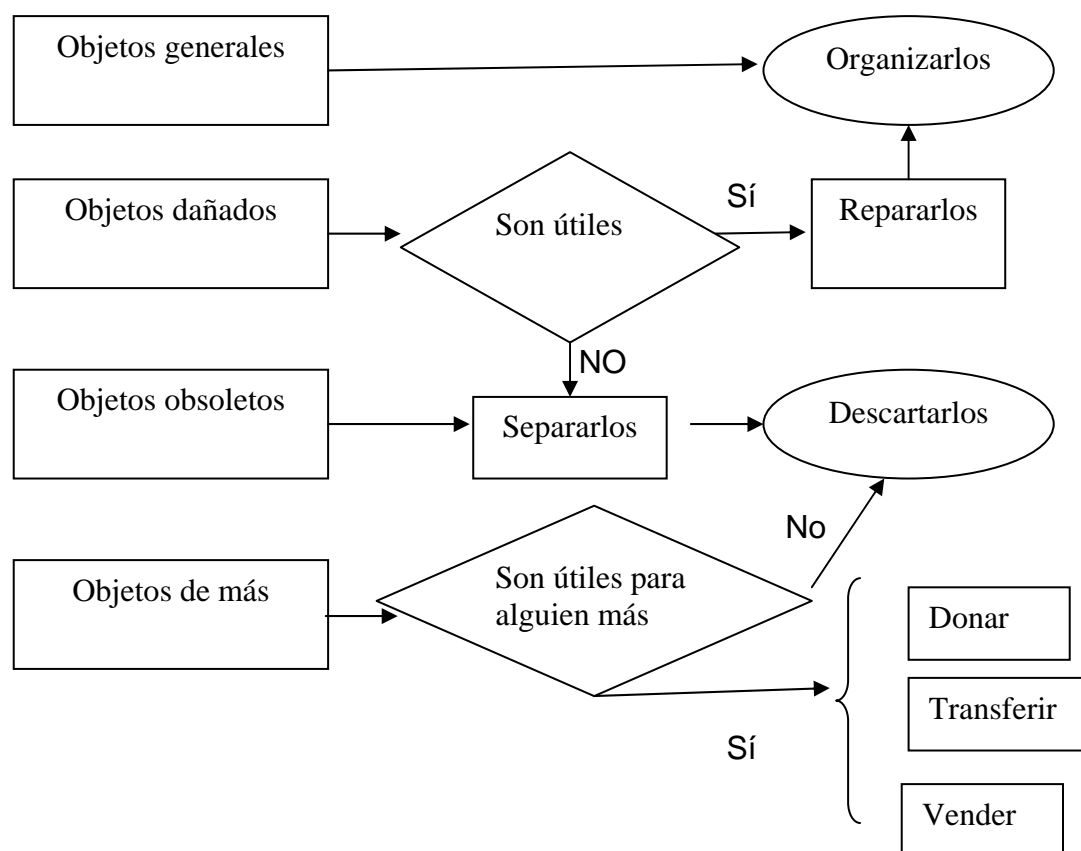 Objetos generales
Organizarlos
Objetos dañados
Son útiles
Sí
Repararlos
NO
Objetos obsoletos
Separarlos
Descartarlos
No
Objetos de más
Son útiles para
alguien más
Donar
Transferir
Sí
Vender